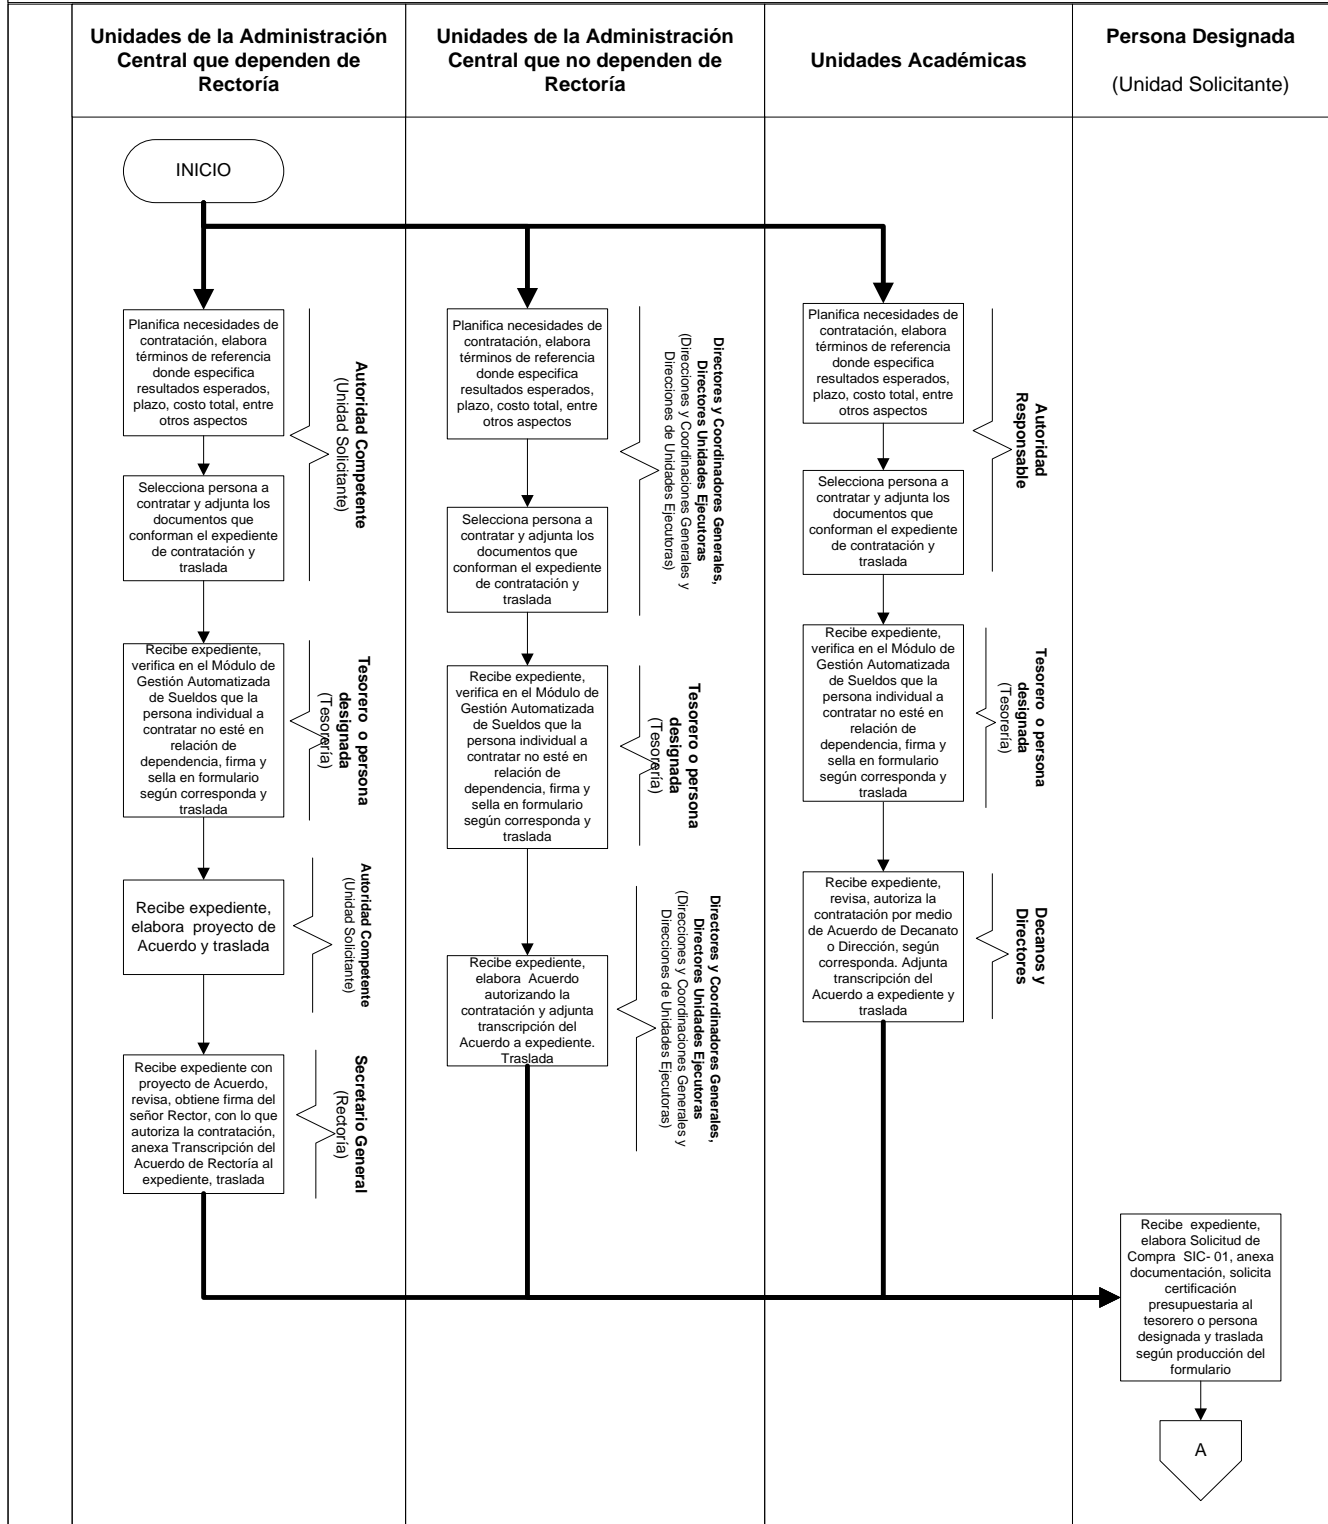 Unidades de la Administración
Central que dependen de
Rectoría
Unidades de la Administración
Central que no dependen de
Rectoría
Unidades Académicas
Persona Designada
(Unidad Solicitante)
INICIO
Planifica necesidades de
contratación, elabora
términos de referencia
donde especifica
resultados esperados,
plazo, costo total, entre
otros aspectos
Autoridad Competente
(Unidad Solicitante)
Selecciona persona a
contratar y adjunta los
documentos que
conforman el expediente
de contratación y
traslada
Recibe expediente,
verifica en el Módulo de
Gestión Automatizada
de Sueldos que la
persona individual a
contratar no esté en
relación de
dependencia, firma y
sella en formulario
según corresponda y
traslada
Tesorero o persona
designada
(Tesorería)
Recibe expediente,
elabora proyecto de
Acuerdo y traslada
Autoridad Competente
(Unidad Solicitante)
Recibe expediente con
proyecto de Acuerdo,
revisa, obtiene firma del
señor Rector, con lo que
autoriza la contratación,
anexa Transcripción del
Acuerdo de Rectoría al
expediente, traslada
Secretario General
(Rectoría)
Planifica necesidades de
contratación, elabora
términos de referencia
donde especifica
resultados esperados,
plazo, costo total, entre
otros aspectos
Directores y Coordinadores Generales,
Directores Unidades Ejecutoras
(Direcciones y Coordinaciones Generales y
Direcciones de Unidades Ejecutoras)
Selecciona persona a
contratar y adjunta los
documentos que
conforman el expediente
de contratación y
traslada
Recibe expediente,
verifica en el Módulo de
Gestión Automatizada
de Sueldos que la
persona individual a
contratar no esté en
relación de
dependencia, firma y
sella en formulario
según corresponda y
traslada
Tesorero o persona
designada
(Tesorería)
Recibe expediente,
elabora Acuerdo
autorizando la
contratación y adjunta
transcripción del
Acuerdo a expediente.
Traslada
Directores y Coordinadores Generales,
Directores Unidades Ejecutoras
(Direcciones y Coordinaciones Generales y
Direcciones de Unidades Ejecutoras)
Planifica necesidades de
contratación, elabora
términos de referencia
donde especifica
resultados esperados,
plazo, costo total, entre
otros aspectos
Autoridad
Responsable
Selecciona persona a
contratar y adjunta los
documentos que
conforman el expediente
de contratación y
traslada
Recibe expediente,
verifica en el Módulo de
Gestión Automatizada
de Sueldos que la
persona individual a
contratar no esté en
relación de
dependencia, firma y
sella en formulario
según corresponda y
traslada
Tesorero o persona
designada
(Tesorería)
Recibe expediente,
revisa, autoriza la
contratación por medio
de Acuerdo de Decanato
o Dirección, según
corresponda. Adjunta
transcripción del
Acuerdo a expediente y
traslada
Decanos y
Directores
Recibe expediente,
elabora Solicitud de
Compra SIC- 01, anexa
documentación, solicita
certificación
presupuestaria al
tesorero o persona
designada y traslada
según producción del
formulario
A